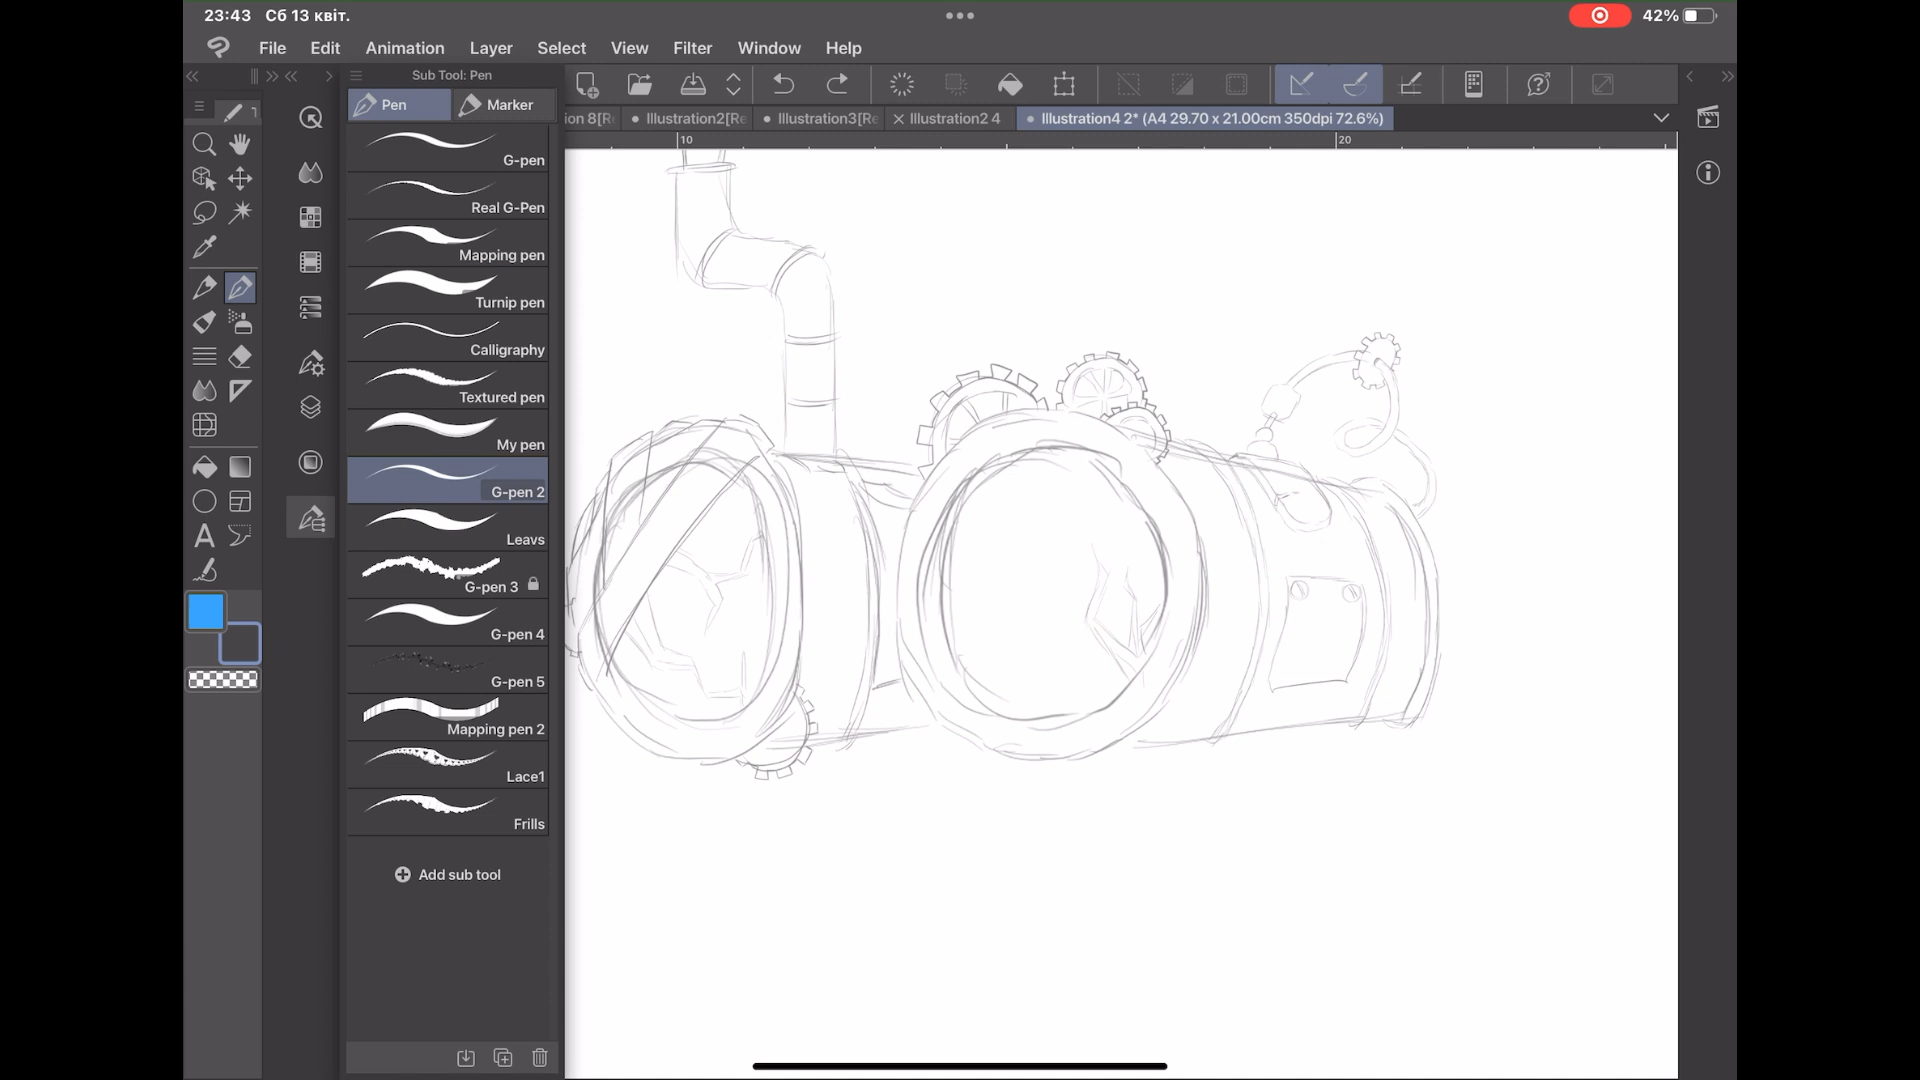 23:43 Сб 13 квіт.
42%
File Edit Animation Layer Select View Filter Window Help
Sub Tool: Pen
Pen Marker
ion 8[Re Illustration2[Re Illustration3[Re Illustration2 4 Illustration4 2* (A4 29.70 x 21.00cm 350dpi 72.6%)
10 20
G-pen
Real G-Pen
Mapping pen
Turnip pen
Calligraphy
Textured pen
My pen
G-pen 2
Leavs
G-pen 3
G-pen 4
G-pen 5
Mapping pen 2
Lace1
Frills
Add sub tool